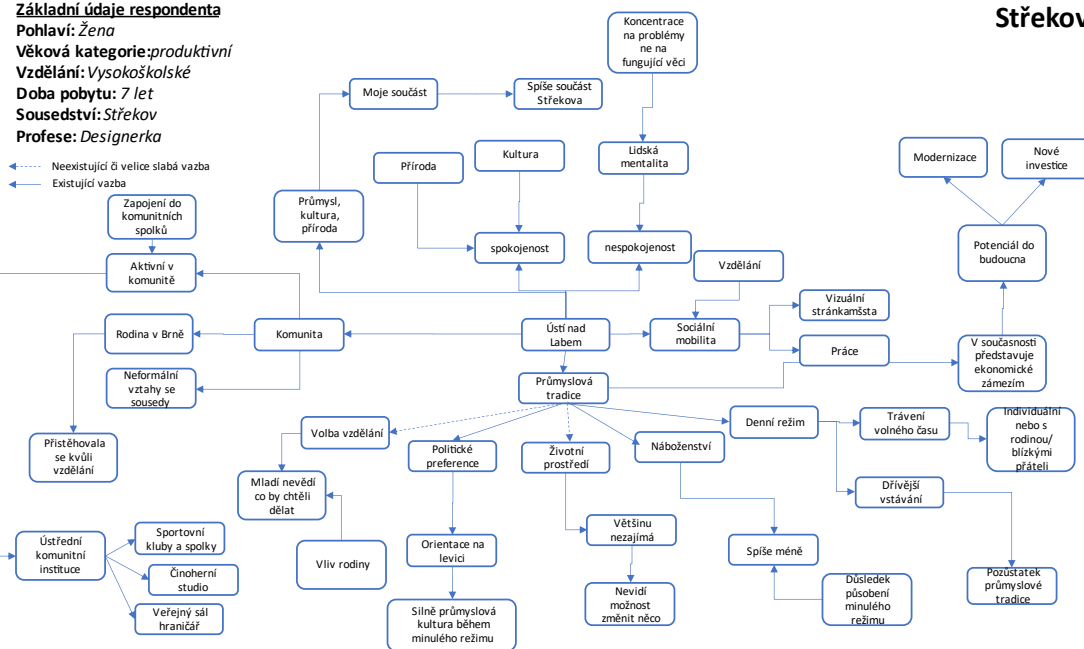 Základní údaje respondenta
Pohlaví: Žena
Věková kategorie:produktivní
Vzdělání: Vysokoškolské
Doba pobytu: 7 let
Sousedství: Střekov
Profese: Designerka
Neexistující či velice slabá vazba
Existující vazba
Střekov
Koncentrace
na problémy
ne na
fungující věci
Moje součást
Spíše součást
Střekova
Příroda
Kultura
Lidská
mentalita
Modernizace
Nové
investice
Zapojení do
komunitních
spolků
Průmysl,
kultura,
příroda
spokojenost
nespokojenost
Potenciál do
budoucna
Aktivní v
komunitě
Vzdělání
Rodina v Brně
Komunita
Ústí nad
Labem
Sociální
mobilita
Vizuální
stránkamšsta
Práce
V současnosti
představuje
ekonomické
zámezím
Neformální
vztahy se
sousedy
Průmyslová
tradice
Přistěhovala
se kvůli
vzdělání
Volba vzdělání
Politické
preference
Životní
prostředí
Náboženství
Denní režim
Trávení
volného času
Individuální
nebo s
rodinou/
blízkými
přáteli
Mladí nevědí
co by chtěli
dělat
Dřívější
vstávání
Ústřední
komunitní
instituce
Sportovní
kluby a spolky
Činoherní
studio
Veřejný sál
hraničář
Vliv rodiny
Orientace na
levici
Většinu
nezajímá
Spíše méně
Silně průmyslová
kultura během
minulého režimu
Nevidí
možnost
změnit něco
Důsledek
působení
minulého
režimu
Pozůstatek
průmyslové
tradice